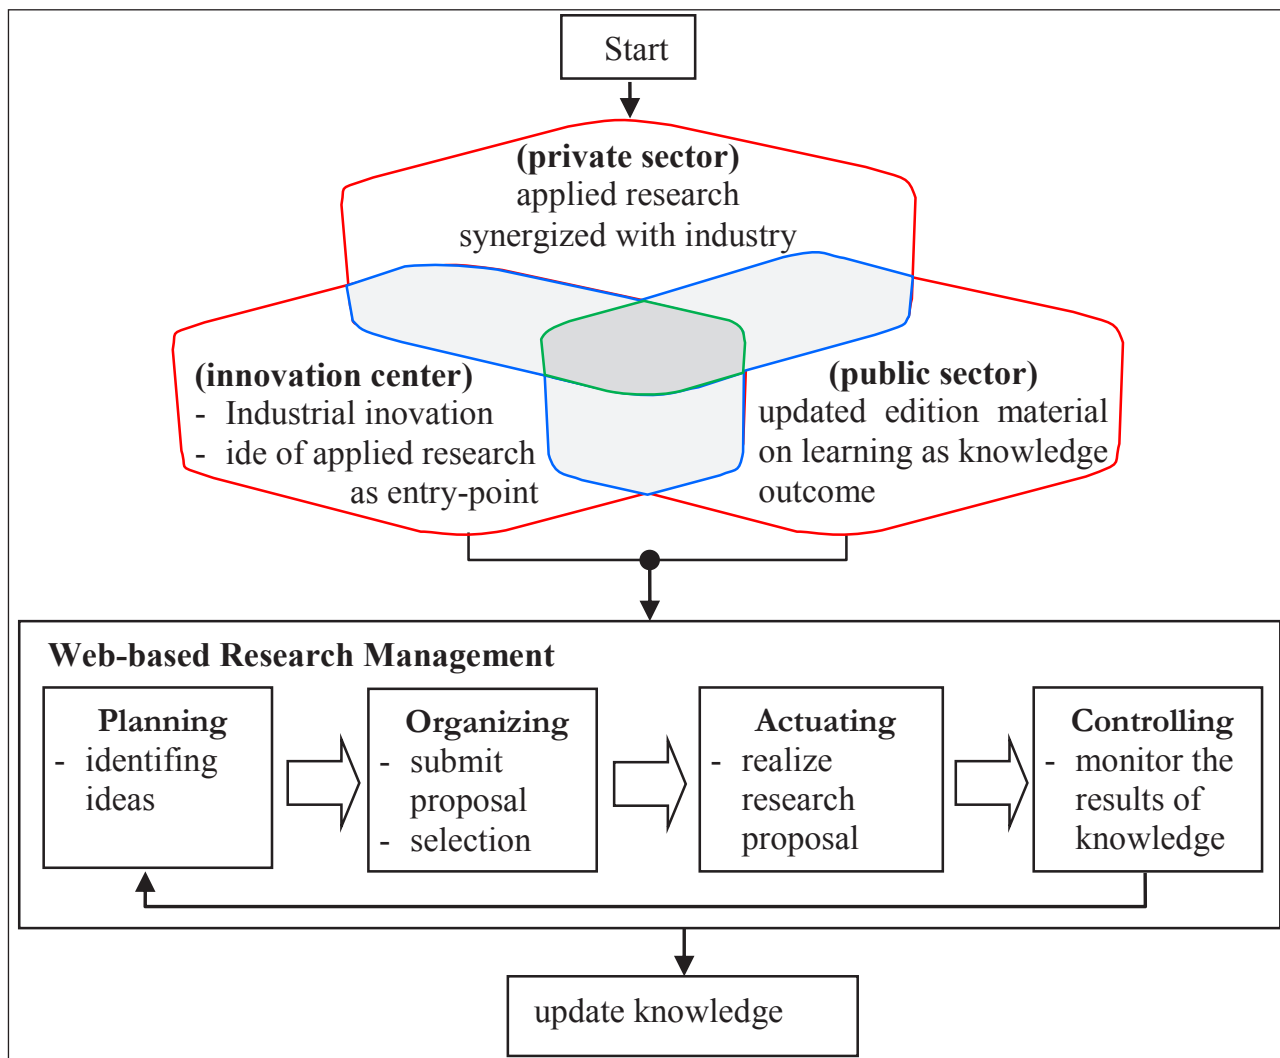 Start
(private sector)
applied research
synergized with industry
(innovation center)
- Industrial inovation
- ide of applied research
as entry-point
(public sector)
updated edition material
on learning as knowledge
outcome
Web-based Research Management
Planning
- identifing
ideas
Organizing
- submit
proposal
- selection
Actuating
- realize
research
proposal
Controlling
- monitor the
results of
knowledge
update knowledge